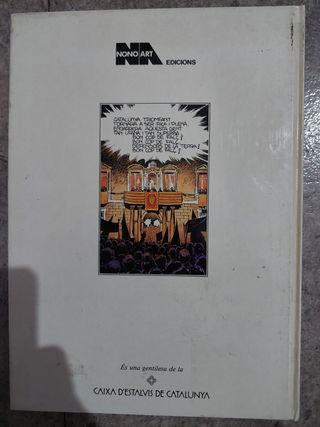 NA
NONO ART
EDICIONS
CATALUNYA TRIOMFANT
TORNARÀ A SER RICA I PLENA
ENDARRERA AQUESTA GENT
TAN UFANA I TAN SUPERBA
BON COP DE FALÇ!
BON COP DE FALÇ
DEFENSORS DE LA TERRA!
BON COP DE FALÇ!
Es una gentilesa de la
CAIXA D'ESTALVIS DE CATALUNYA